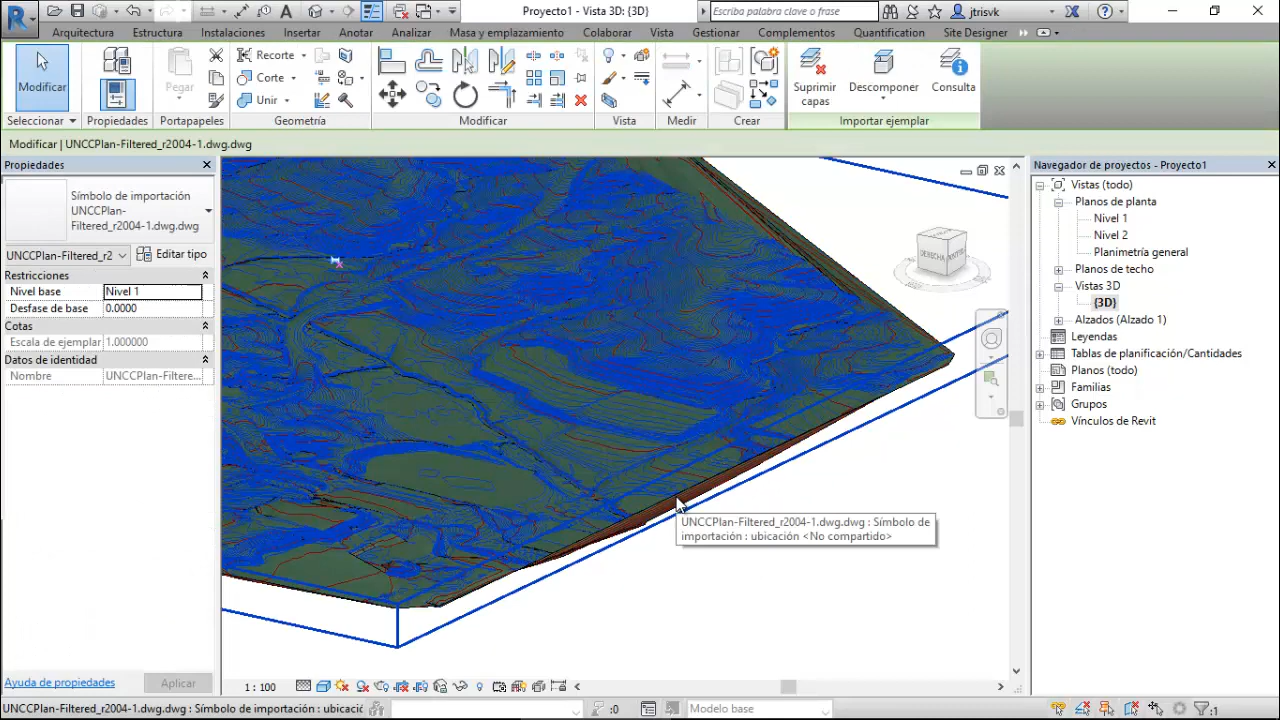 Proyecto1 - Vista 3D: {3D}
Escriba palabra clave o frase
jtrisvk
Arquitectura
Estructura
Instalaciones
Insertar
Anotar
Analizar
Masa y emplazamiento
Colaborar
Vista
Gestionar
Complementos
Quantification
Site Designer
Modificar
Pegar
Recorte
Corte
Unir
Suprimir
capas
Descomponer
Consulta
Seleccionar
Propiedades
Portapapeles
Geometría
Modificar
Vista
Medir
Crear
Importar ejemplar
Modificar | UNCCPlan-Filtered_r2004-1.dwg.dwg
Propiedades
Símbolo de importación
UNCCPlan-
Filtered_r2004-1.dwg.dwg
UNCCPlan-Filtered_r2
Editar tipo
Restricciones
Nivel base
Nivel 1
Desfase de base
0.0000
Cotas
Escala de ejemplar
1.000000
Datos de identidad
Nombre
UNCCPlan-Filtere...
Ayuda de propiedades
Aplicar
DERECHA
UNCCPlan-Filtered_r2004-1.dwg.dwg : Símbolo de
importación : ubicación <No compartido>
Navegador de proyectos - Proyecto1
Vistas (todo)
Planos de planta
Nivel 1
Nivel 2
Planimetría general
Planos de techo
Vistas 3D
{3D}
Alzados (Alzado 1)
Leyendas
Tablas de planificación/Cantidades
Planos (todo)
Familias
Grupos
Vínculos de Revit
1 : 100
UNCCPlan-Filtered_r2004-1.dwg.dwg : Símbolo de importación : ubicació
:0
Modelo base
:1